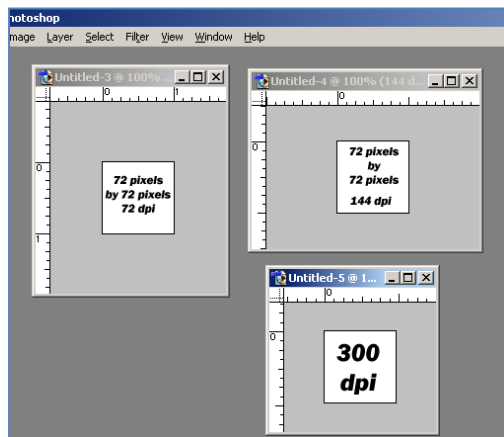 hotoshop
mage Layer Select Filter View Window Help
Untitled-3 @ 100% ...
0 1
0
72 pixels
by 72 pixels
72 dpi
1
Untitled-4 @ 100% (144 d...
0
0
72 pixels
by
72 pixels
144 dpi
Untitled-5 @ 1...
0
0
300
dpi